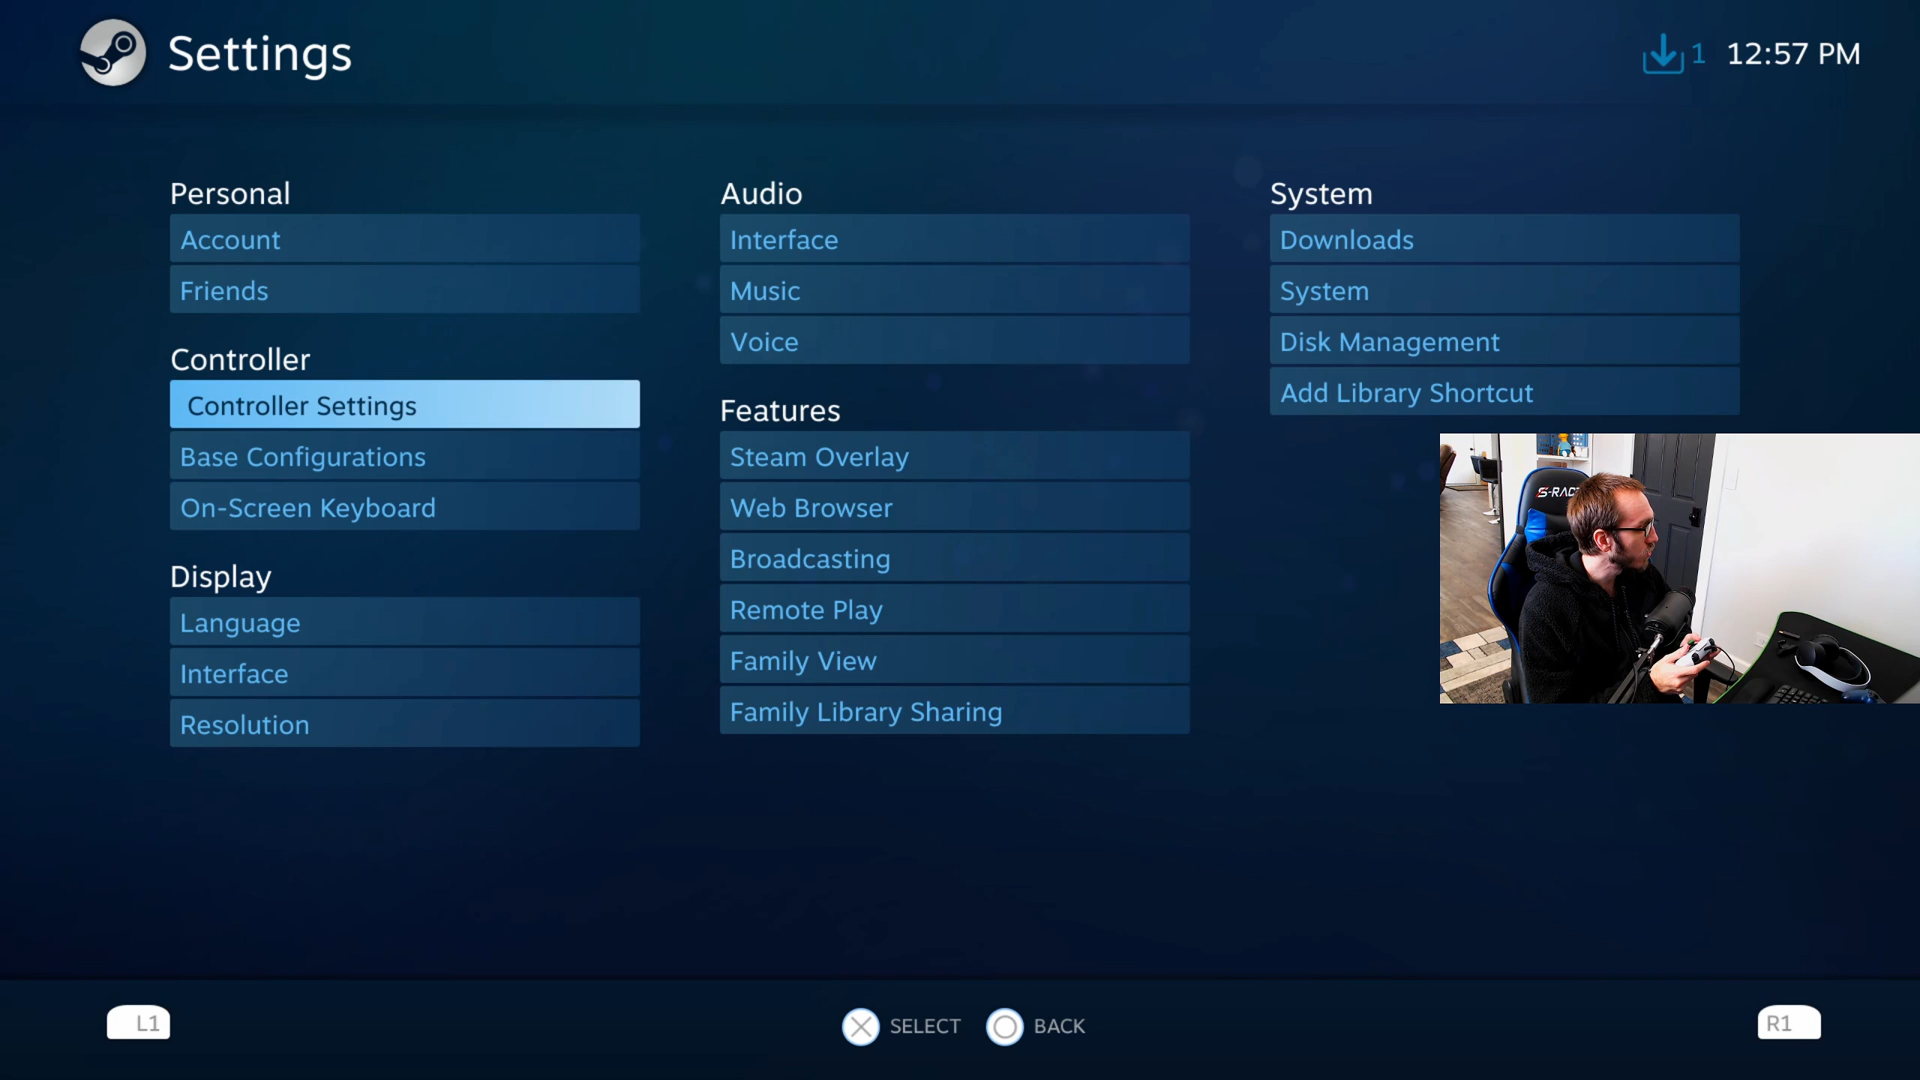 Settings
1 12:57 PM
Personal
Account
Friends
Controller
Controller Settings
Base Configurations
On-Screen Keyboard
Display
Language
Interface
Resolution
Audio
Interface
Music
Voice
Features
Steam Overlay
Web Browser
Broadcasting
Remote Play
Family View
Family Library Sharing
System
Downloads
System
Disk Management
Add Library Shortcut
L1
SELECT
BACK
R1